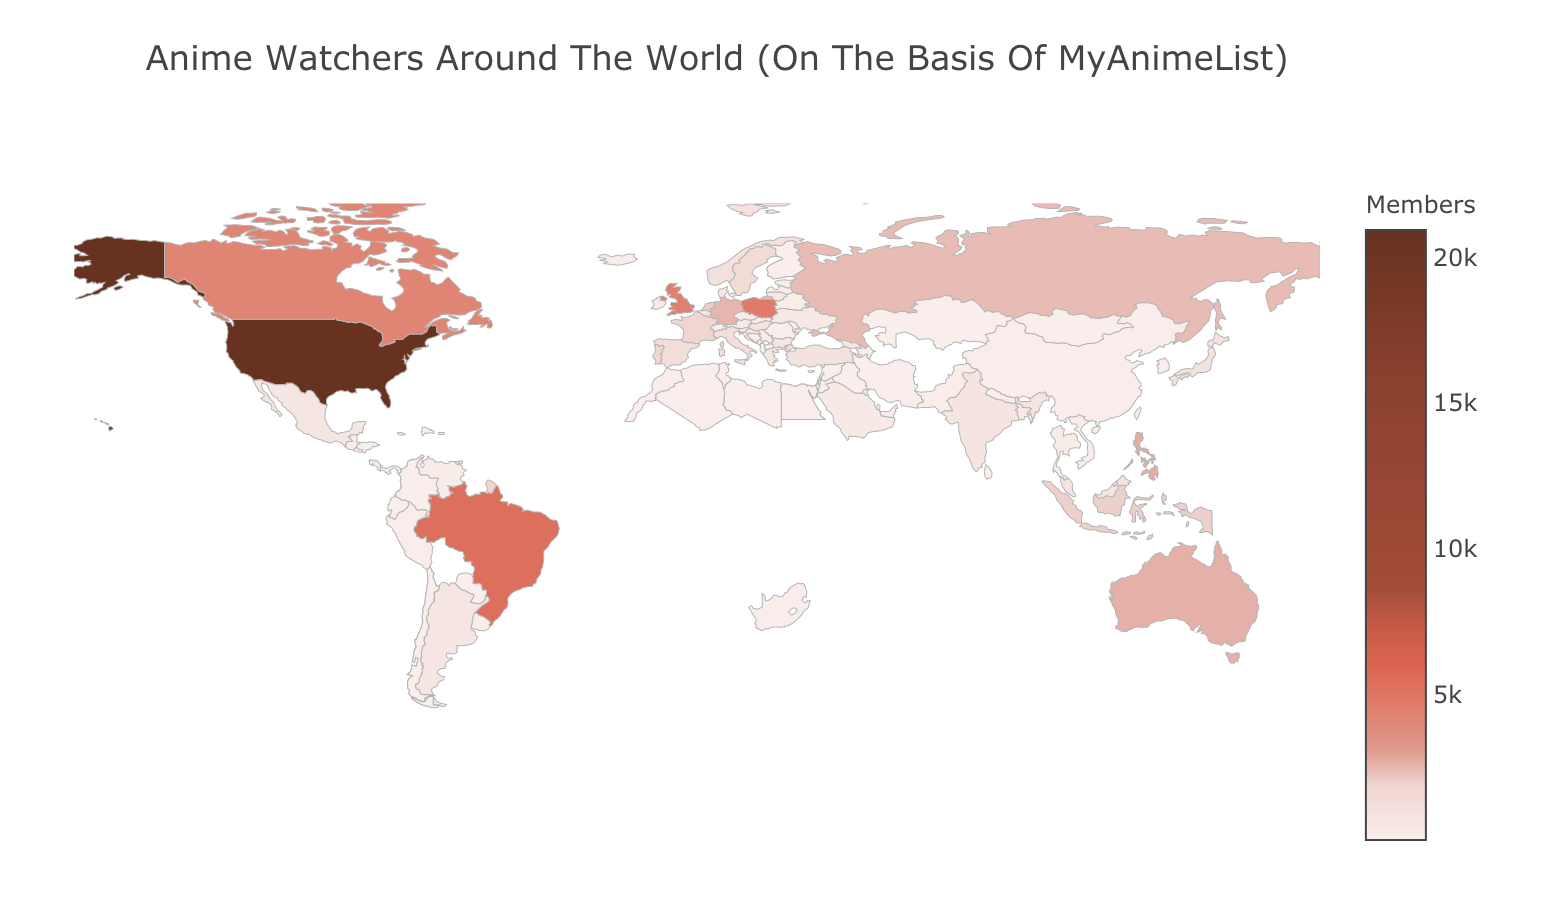 Anime Watchers Around The World (On The Basis Of MyAnimeList)
Members
20k
15k
10k
5k